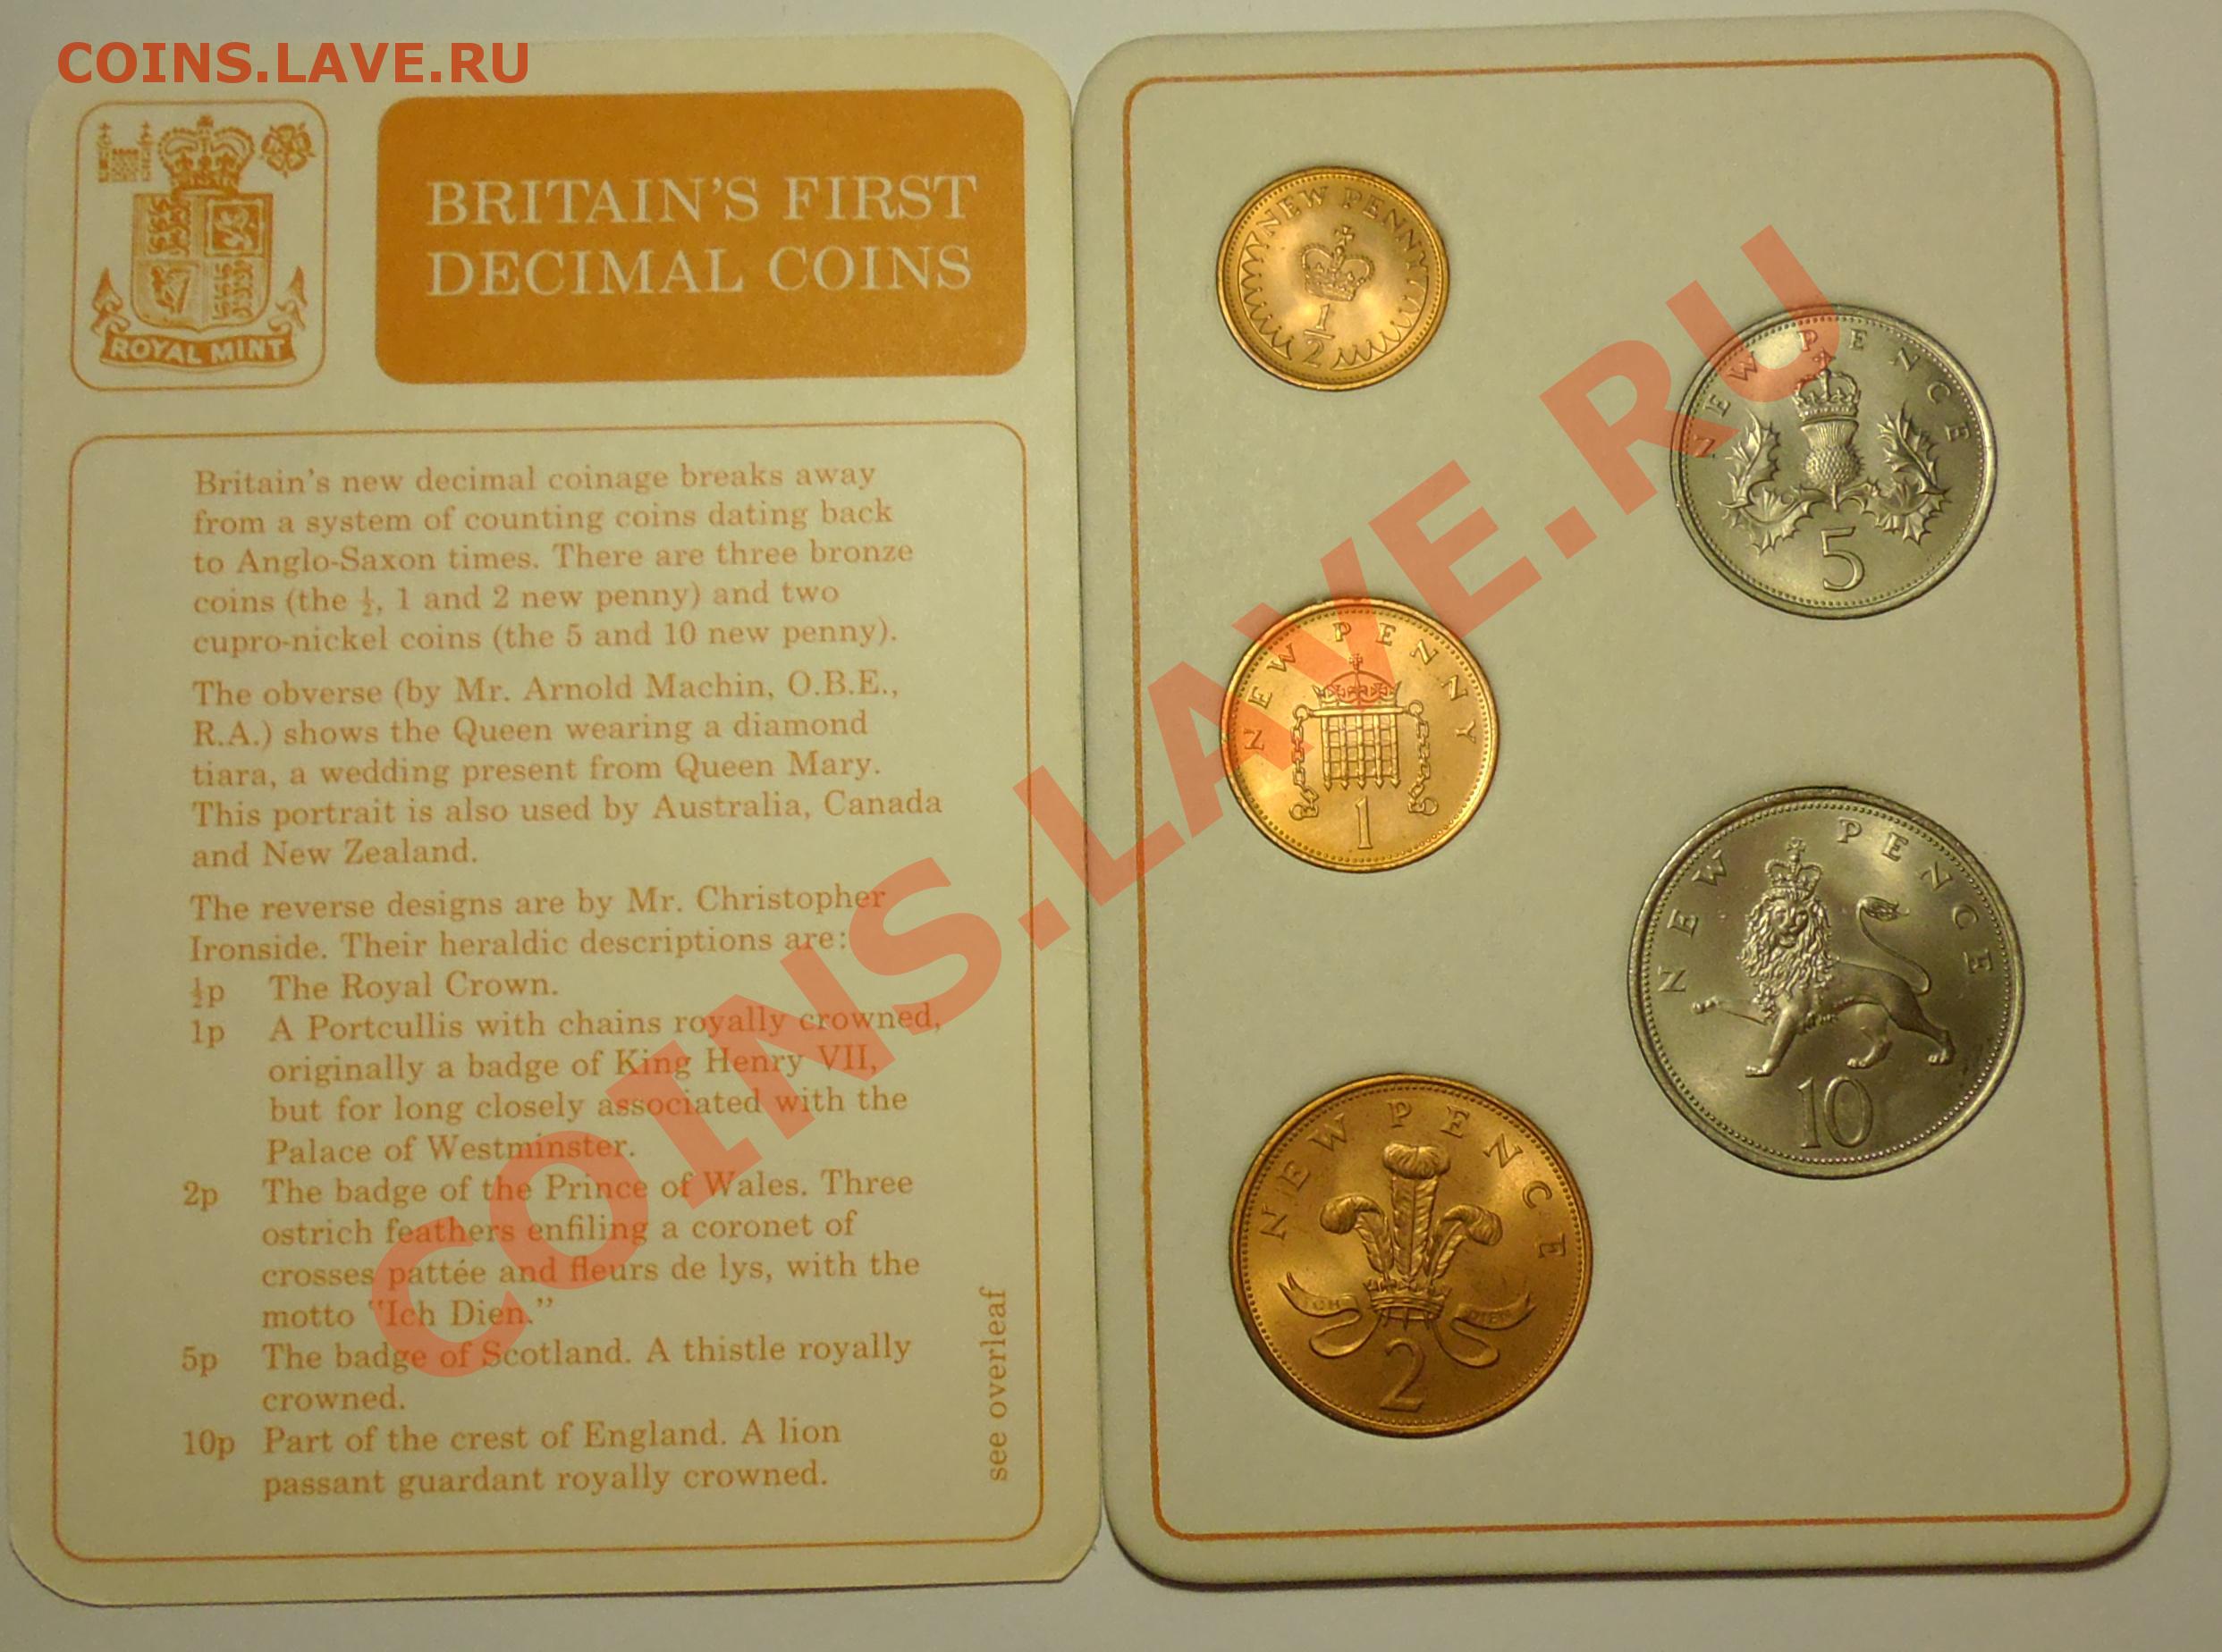 COINS.LAVE.RU
ROYAL MINT
BRITAIN'S FIRST
DECIMAL COINS
Britain's new decimal coinage breaks away
from a system of counting coins dating back
to Anglo-Saxon times. There are three bronze
coins (the ½, 1 and 2 new penny) and two
cupro-nickel coins (the 5 and 10 new penny).
The obverse (by Mr. Arnold Machin, O.B.E.,
R.A.) shows the Queen wearing a diamond
tiara, a wedding present from Queen Mary.
This portrait is also used by Australia, Canada
and New Zealand.
The reverse designs are by Mr. Christopher
Ironside. Their heraldic descriptions are:
½p The Royal Crown.
1p A Portcullis with chains royally crowned,
originally a badge of King Henry VII,
but for long closely associated with the
Palace of Westminster.
2p The badge of the Prince of Wales. Three
ostrich feathers enfiling a coronet of
crosses pattée and fleurs de lys, with the
motto "Ich Dien."
5p The badge of Scotland. A thistle royally
crowned.
10p Part of the crest of England. A lion
passant guardant royally crowned.
see overleaf
NEW PENNY
½
NEW PENCE
5
NEW PENNY
1
NEW PENCE
10
NEW PENCE
ICH DIEN
2
COINS.LAVE.RU